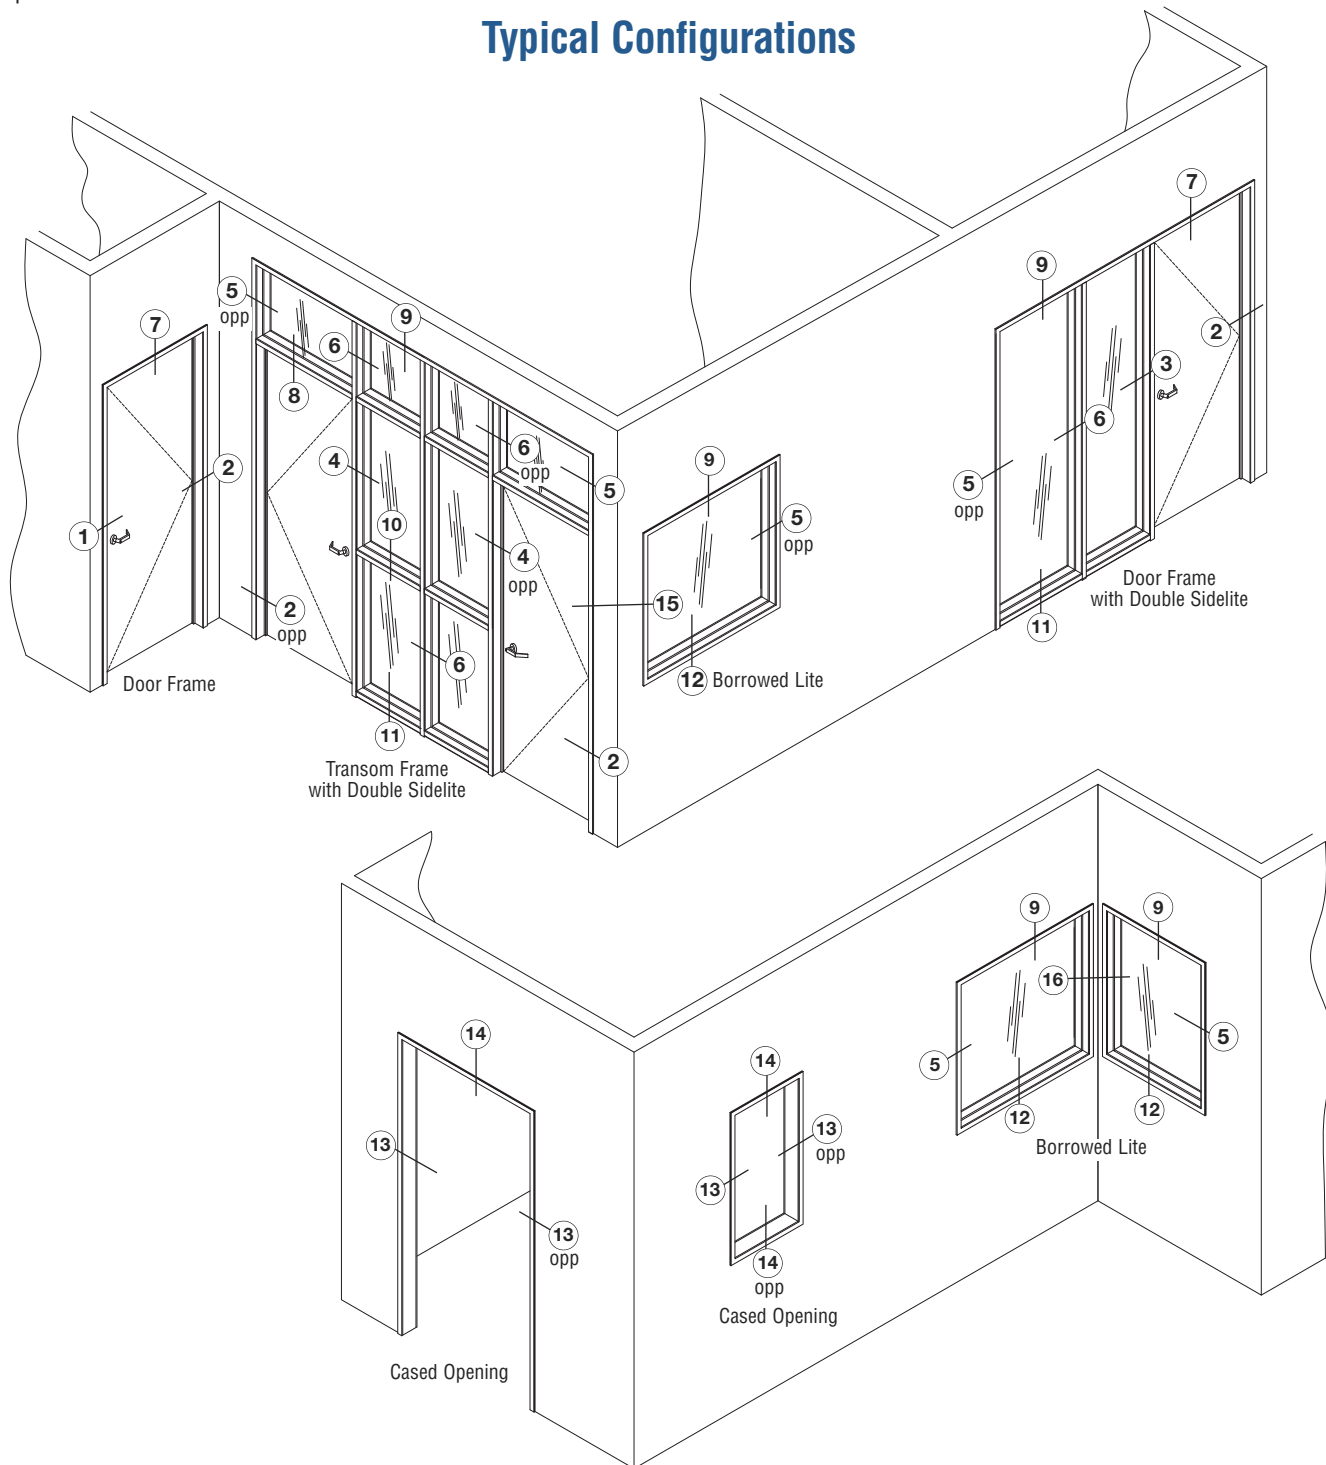 Typical Configurations
7
5
opp
9
6
8
6
opp
5
4
10
4
opp
2
1
2
opp
15
6
11
2
Door Frame
Transom Frame
with Double Sidelite
9
5
opp
12 Borrowed Lite
7
9
2
3
6
5
opp
11
Door Frame
with Double Sidelite
14
13
13
opp
Cased Opening
14
13
opp
13
14
opp
Cased Opening
9
9
16
5
5
12
12
Borrowed Lite